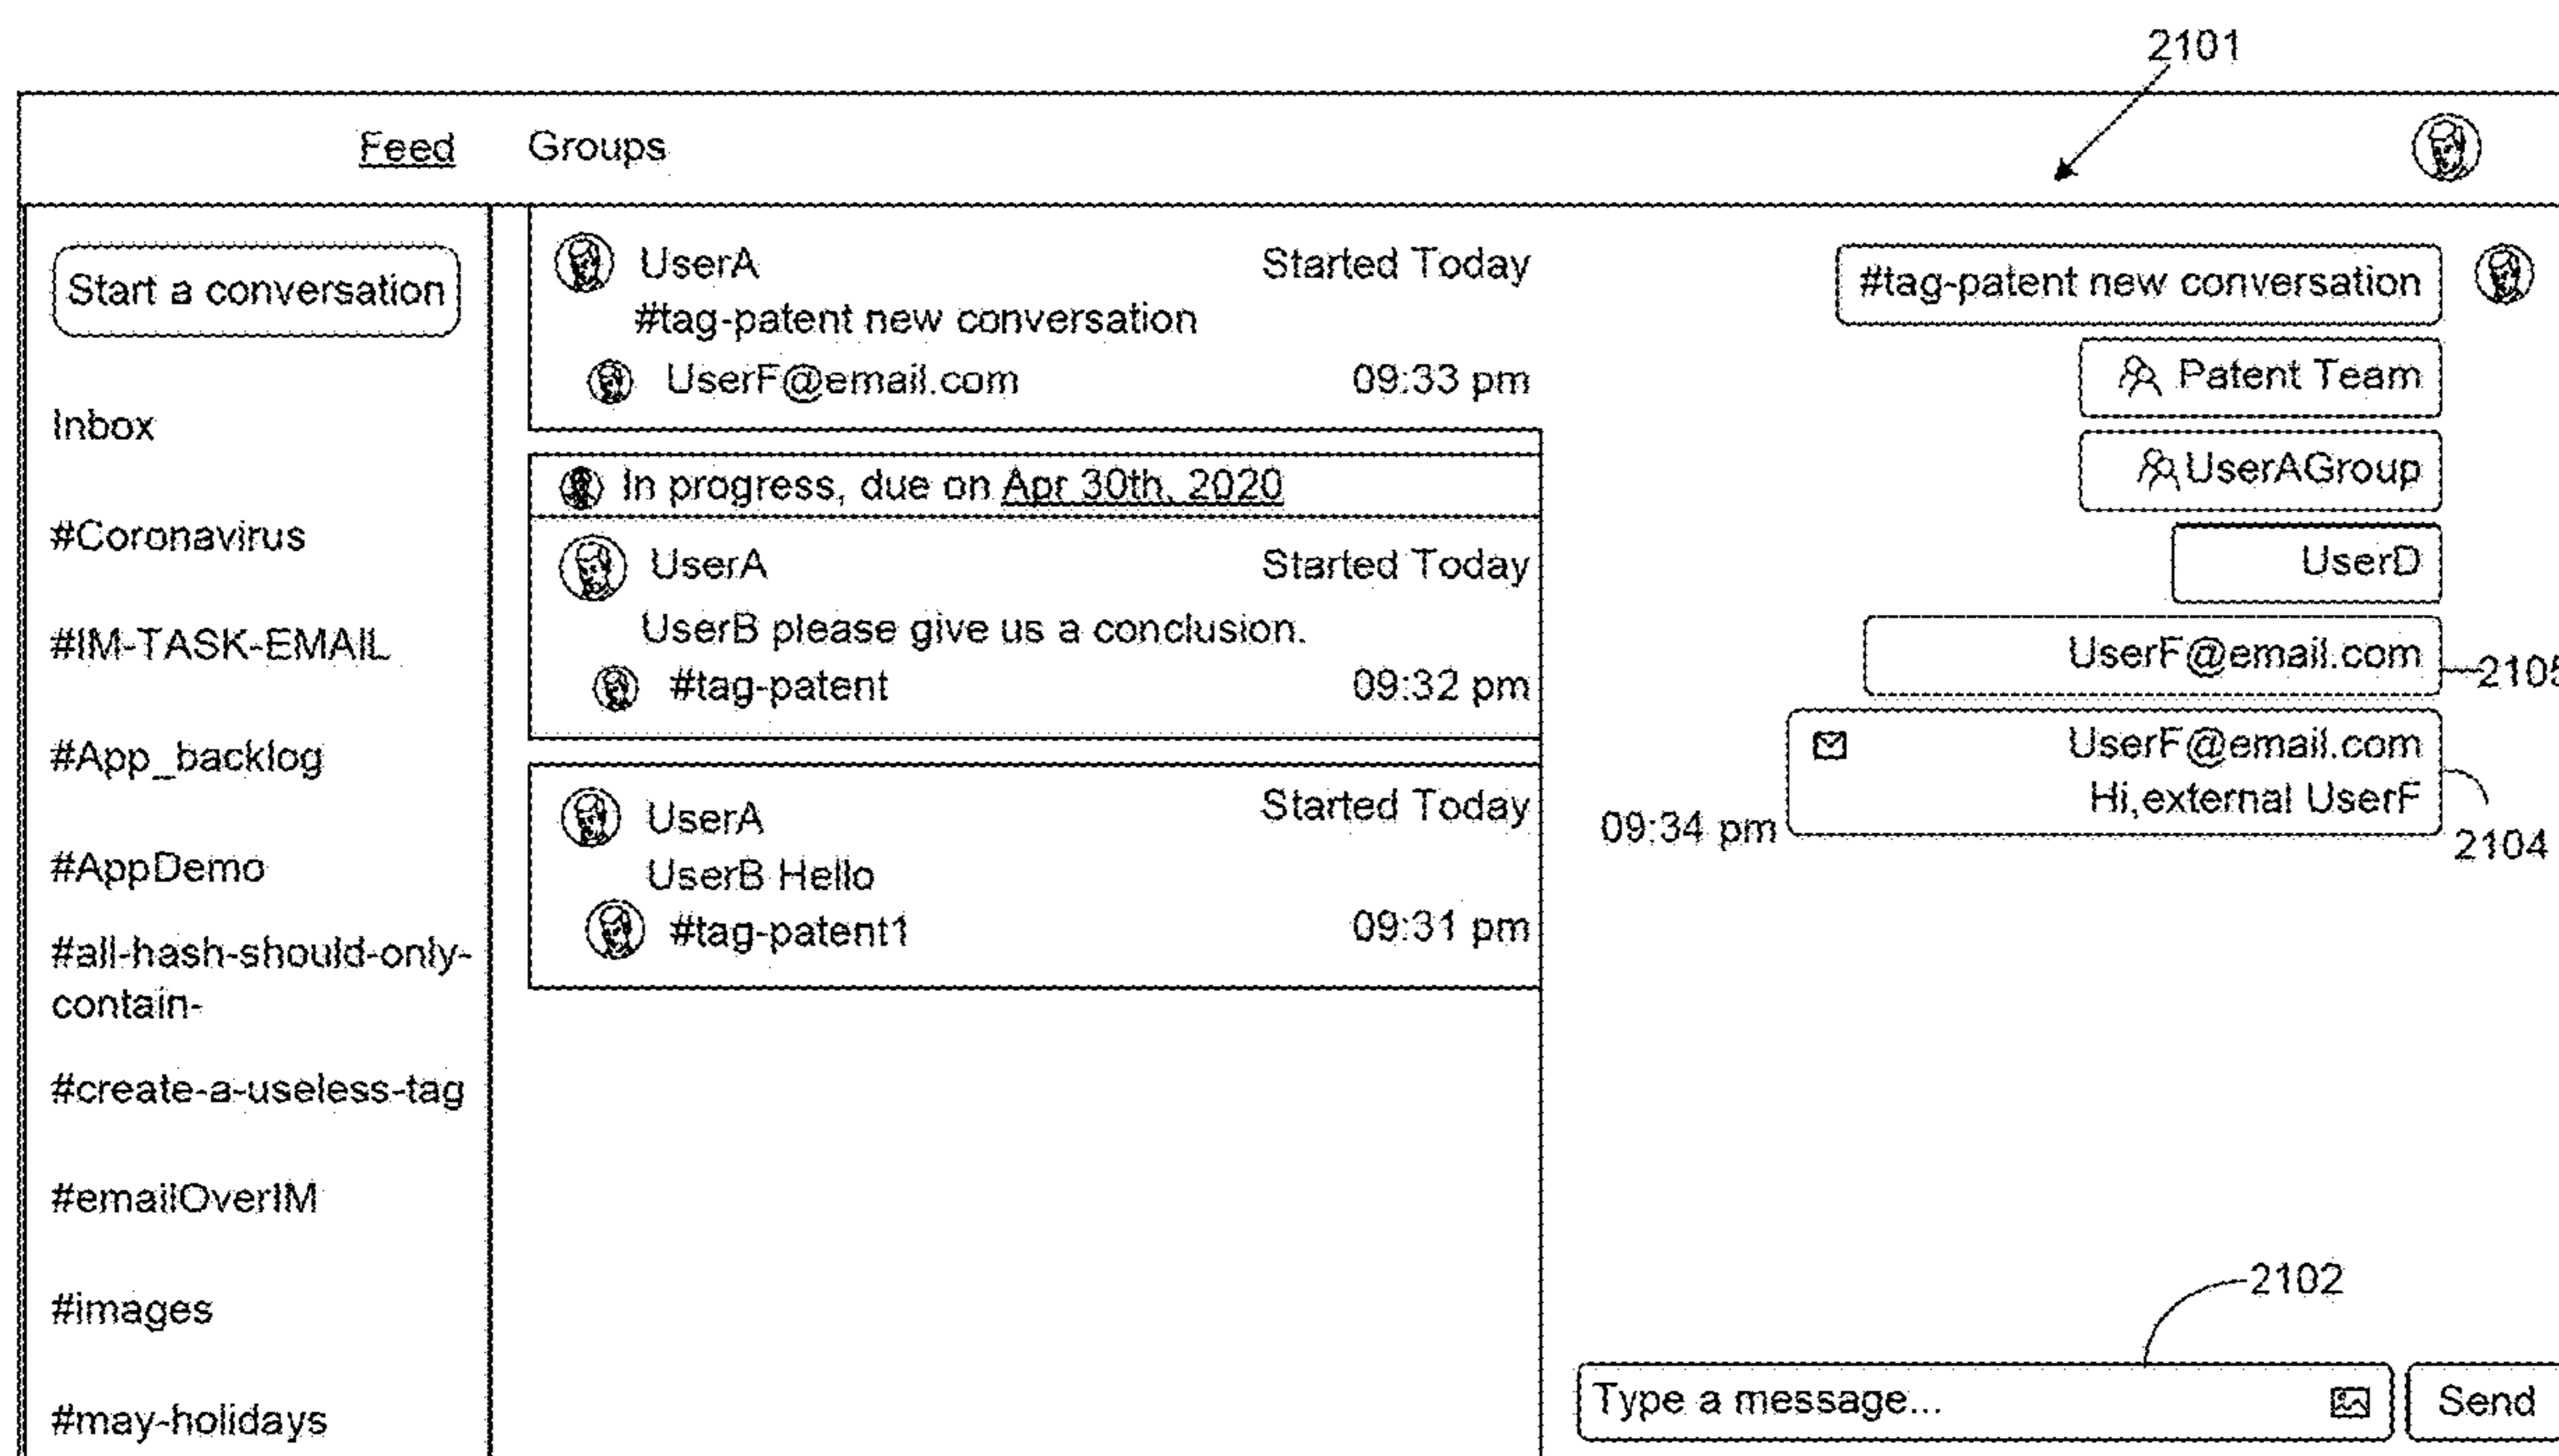 2101
Feed Groups
Start a conversation
Inbox
#Coronavirus
#IM-TASK-EMAIL
#App_backlog
#AppDemo
#all-hash-should-only-
contain-
#create-a-useless-tag
#emailOverIM
#images
#may-holidays
UserA Started Today
#tag-patent new conversation
UserF@email.com 09:33 pm
In progress, due on Apr 30th, 2020
UserA Started Today
UserB please give us a conclusion.
#tag-patent 09:32 pm
UserA Started Today
UserB Hello
#tag-patent1 09:31 pm
#tag-patent new conversation
Patent Team
UserAGroup
UserD
UserF@email.com
2105
UserF@email.com
Hi,external UserF
09:34 pm
2104
2102
Type a message...
Send